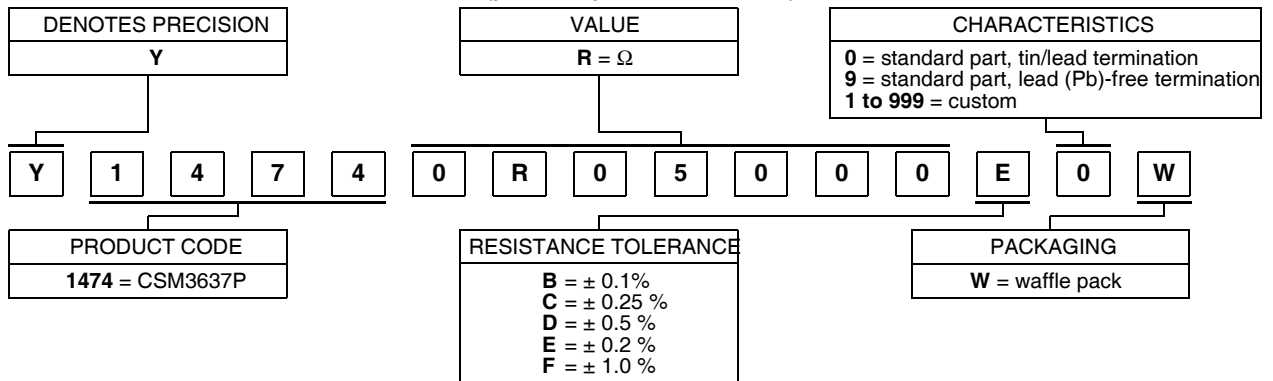 DENOTES PRECISION
Y
VALUE
R = Ω
CHARACTERISTICS
0 = standard part, tin/lead termination
9 = standard part, lead (Pb)-free termination
1 to 999 = custom
Y 1 4 7 4 0 R 0 5 0 0 0 E 0 W
PRODUCT CODE
1474 = CSM3637P
RESISTANCE TOLERANCE
B = ± 0.1%
C = ± 0.25 %
D = ± 0.5 %
E = ± 0.2 %
F = ± 1.0 %
PACKAGING
W = waffle pack